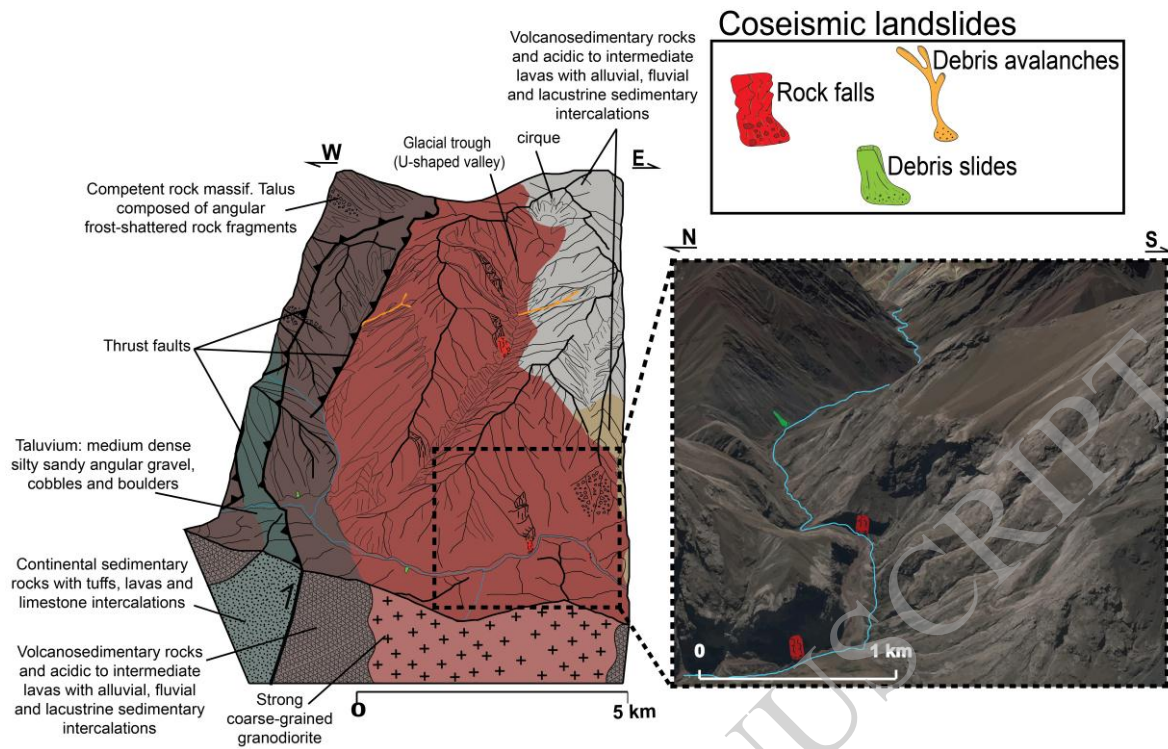 Coseismic landslides
Rock falls
Debris avalanches
Debris slides
Volcanosedimentary rocks
and acidic to intermediate
lavas with alluvial, fluvial
and lacustrine sedimentary
intercalations
W
Glacial trough
(U-shaped valley)
cirque
E
Competent rock massif. Talus
composed of angular
frost-shattered rock fragments
N
S
Thrust faults
Taluvium: medium dense
silty sandy angular gravel,
cobbles and boulders
Continental sedimentary
rocks with tuffs, lavas and
limestone intercalations
Volcanosedimentary rocks
and acidic to intermediate
lavas with alluvial, fluvial
and lacustrine sedimentary
intercalations
Strong
coarse-grained
granodiorite
0
5 km
0
1 km
NUSCRIPT